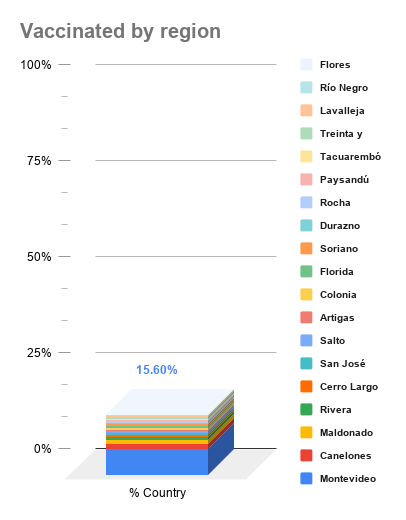 Vaccinated by region
100%
75%
50%
25%
0%
15.60%
% Country
Flores
Río Negro
Lavalleja
Treinta y
Tacuarembó
Paysandú
Rocha
Durazno
Soriano
Florida
Colonia
Artigas
Salto
San José
Cerro Largo
Rivera
Maldonado
Canelones
Montevideo